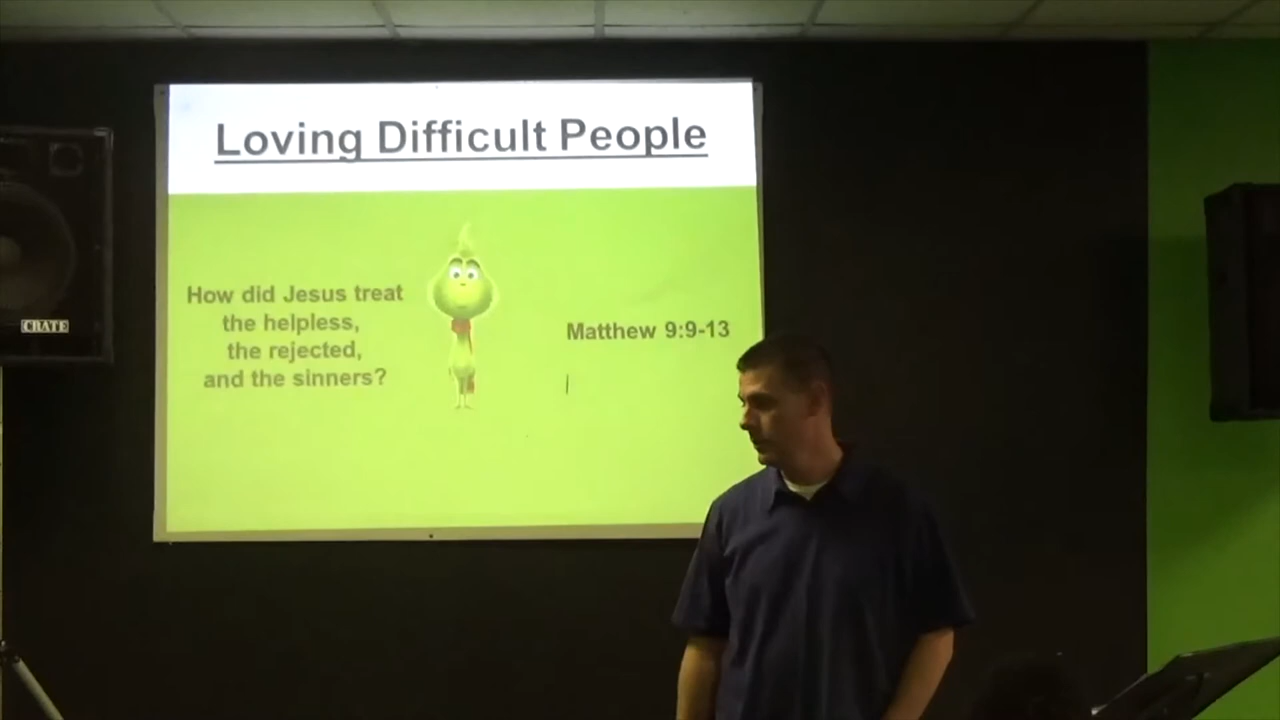 Loving Difficult People
How did Jesus treat
the helpless,
the rejected,
and the sinners?
Matthew 9:9-13
CRATE